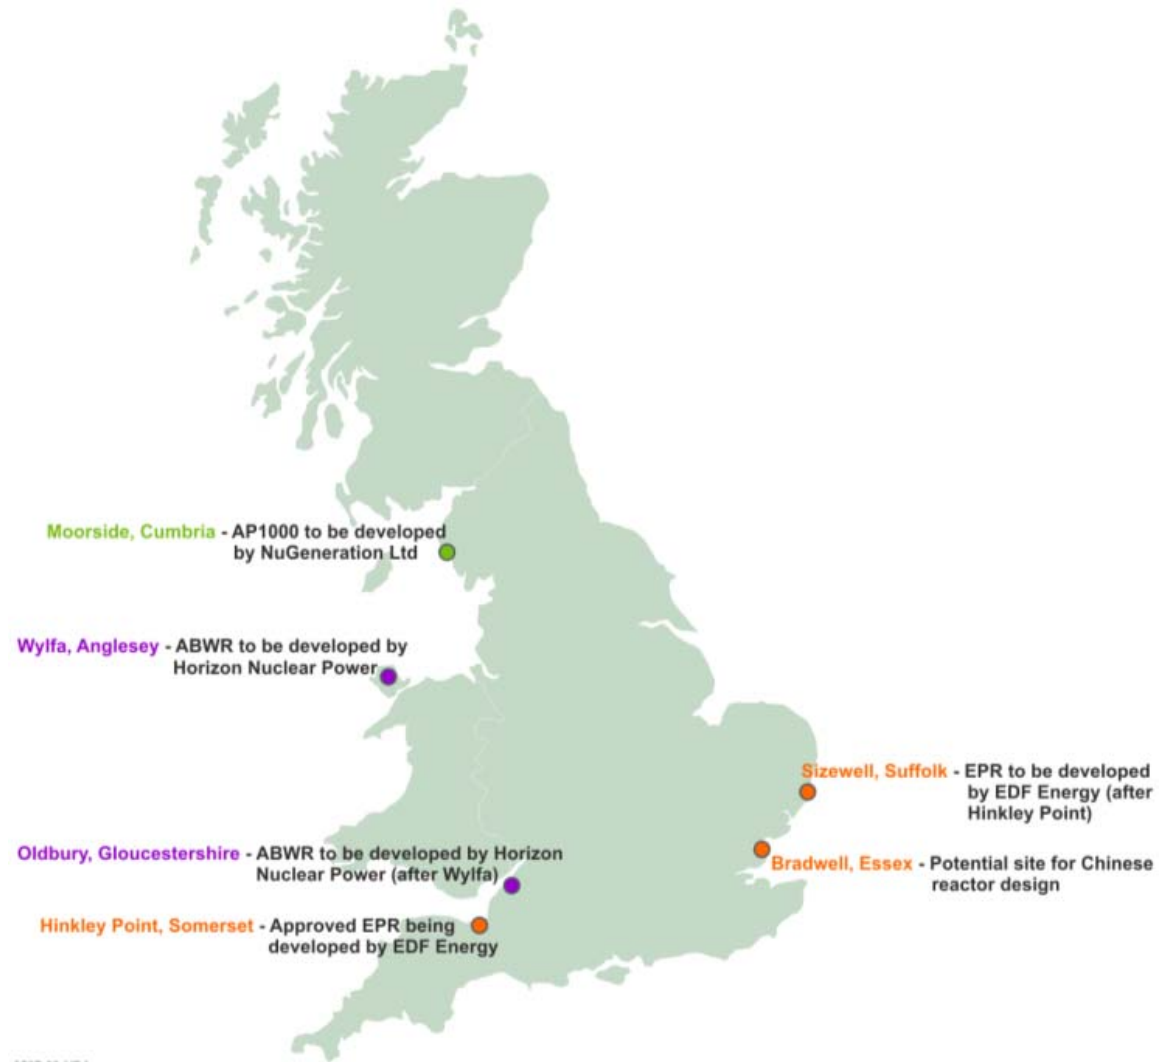 Moorside, Cumbria - AP1000 to be developed
by NuGeneration Ltd
Wylfa, Anglesey - ABWR to be developed by
Horizon Nuclear Power
Sizewell, Suffolk - EPR to be developed
by EDF Energy (after
Hinkley Point)
Oldbury, Gloucestershire - ABWR to be developed by Horizon
Nuclear Power (after Wylfa)
Bradwell, Essex - Potential site for Chinese
reactor design
Hinkley Point, Somerset - Approved EPR being
developed by EDF Energy